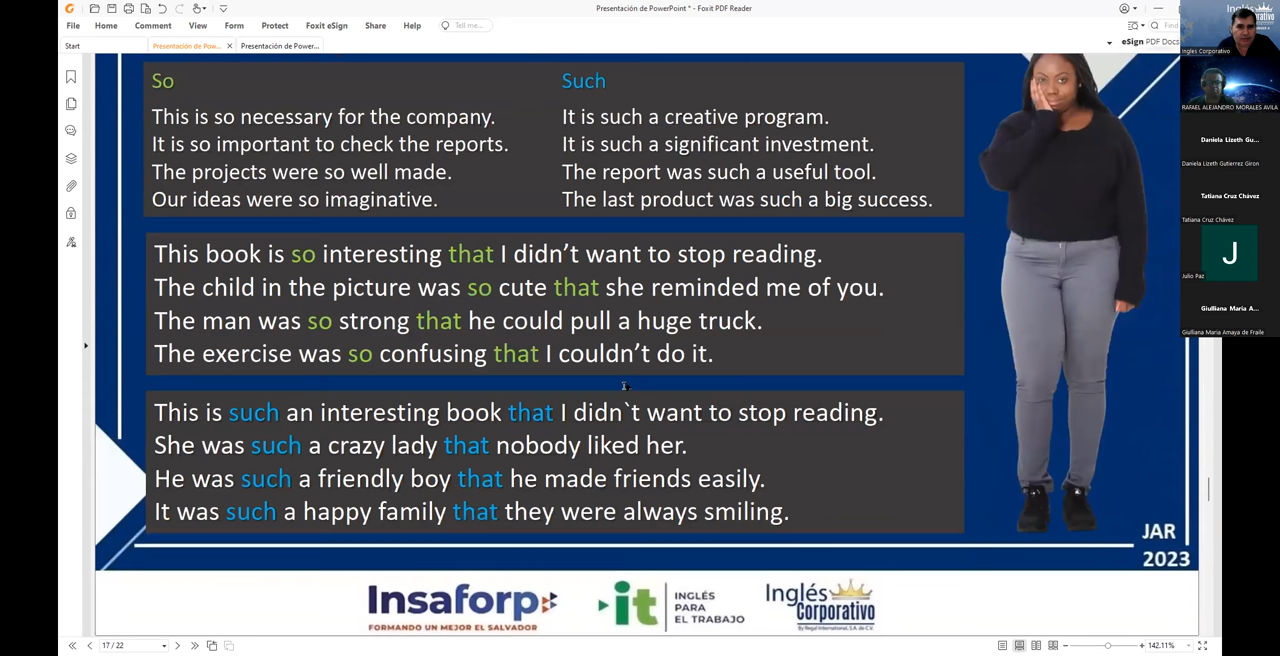 Presentación de PowerPoint * - Foxit PDF Reader
File Home Comment View Form Protect Foxit eSign Share Help Tell me...
Find
Start Presentación de Pow... Presentación de Power...
eSign PDF Docs
So
This is so necessary for the company.
It is so important to check the reports.
The projects were so well made.
Our ideas were so imaginative.
Such
It is such a creative program.
It is such a significant investment.
The report was such a useful tool.
The last product was such a big success.
This book is so interesting that I didn’t want to stop reading.
The child in the picture was so cute that she reminded me of you.
The man was so strong that he could pull a huge truck.
The exercise was so confusing that I couldn’t do it.
This is such an interesting book that I didn`t want to stop reading.
She was such a crazy lady that nobody liked her.
He was such a friendly boy that he made friends easily.
It was such a happy family that they were always smiling.
JAR
2023
Insaforp
FORMANDO UN MEJOR EL SALVADOR
it
INGLÉS
PARA
EL TRABAJO
Inglés
Corporativo
By Regal International, S.A. de C.V.
17 / 22
142.11%
Inglés
Corporativo
Ingles Corporativo
RAFAEL ALEJANDRO MORALES AVILA
Daniela Lizeth Gu...
Daniela Lizeth Gutierrez Giron
Tatiana Cruz Chávez
Tatiana Cruz Chávez
J
Julio Paz
Giulliana Maria A...
Giulliana Maria Amaya de Fraile